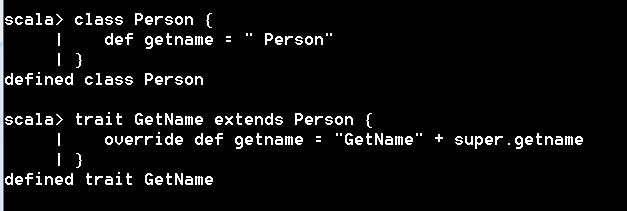 scala> class Person {
     |     def getname = " Person"
     | }
defined class Person
scala> trait GetName extends Person {
     |     override def getname = "GetName" + super.getname
     | }
defined trait GetName